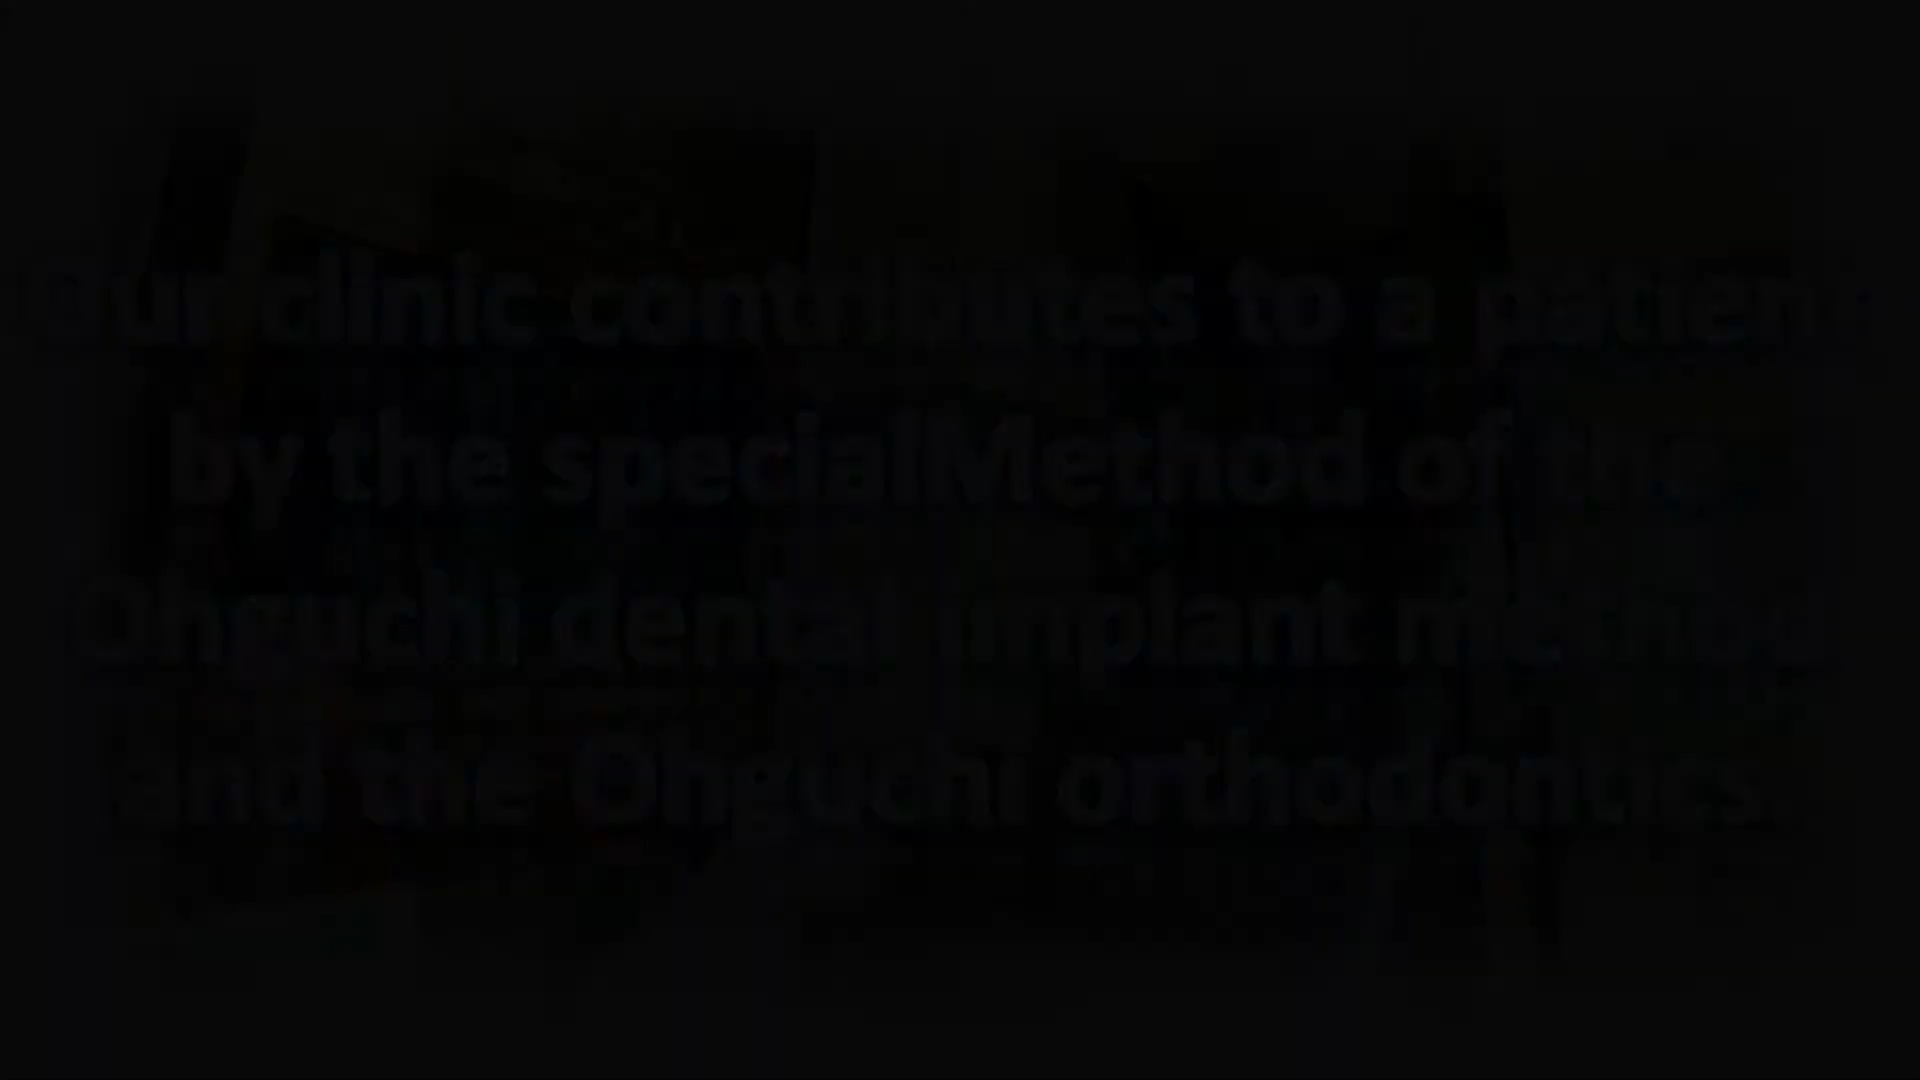 Our clinic contributes to a patient
by the specialMethod of the
Ohguchi dental implant method
and the Ohguchi orthodontics